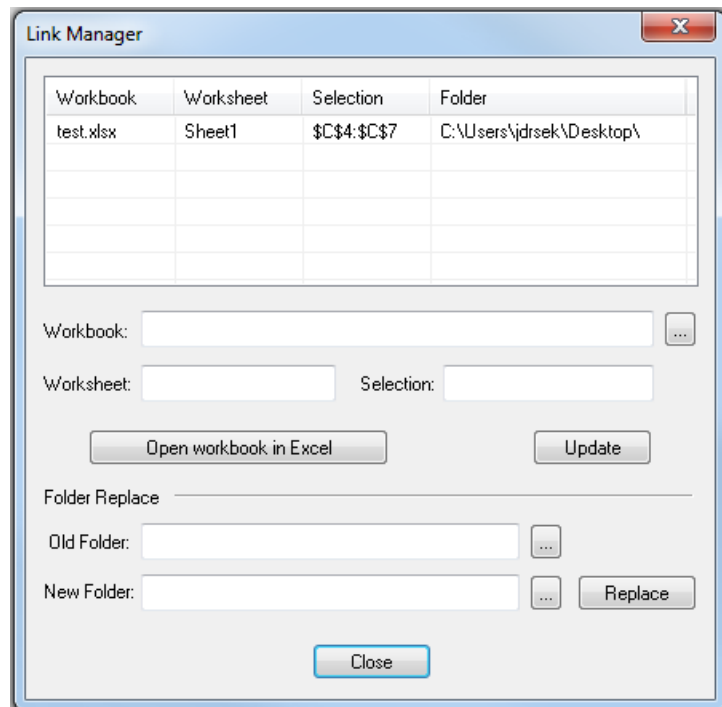 Link Manager
Workbook Worksheet Selection Folder
test.xlsx Sheet1 $C$4:$C$7 C:\Users\jdrsek\Desktop\
Workbook: ...
Worksheet: Selection:
Open workbook in Excel Update
Folder Replace
Old Folder: ...
New Folder: ... Replace
Close